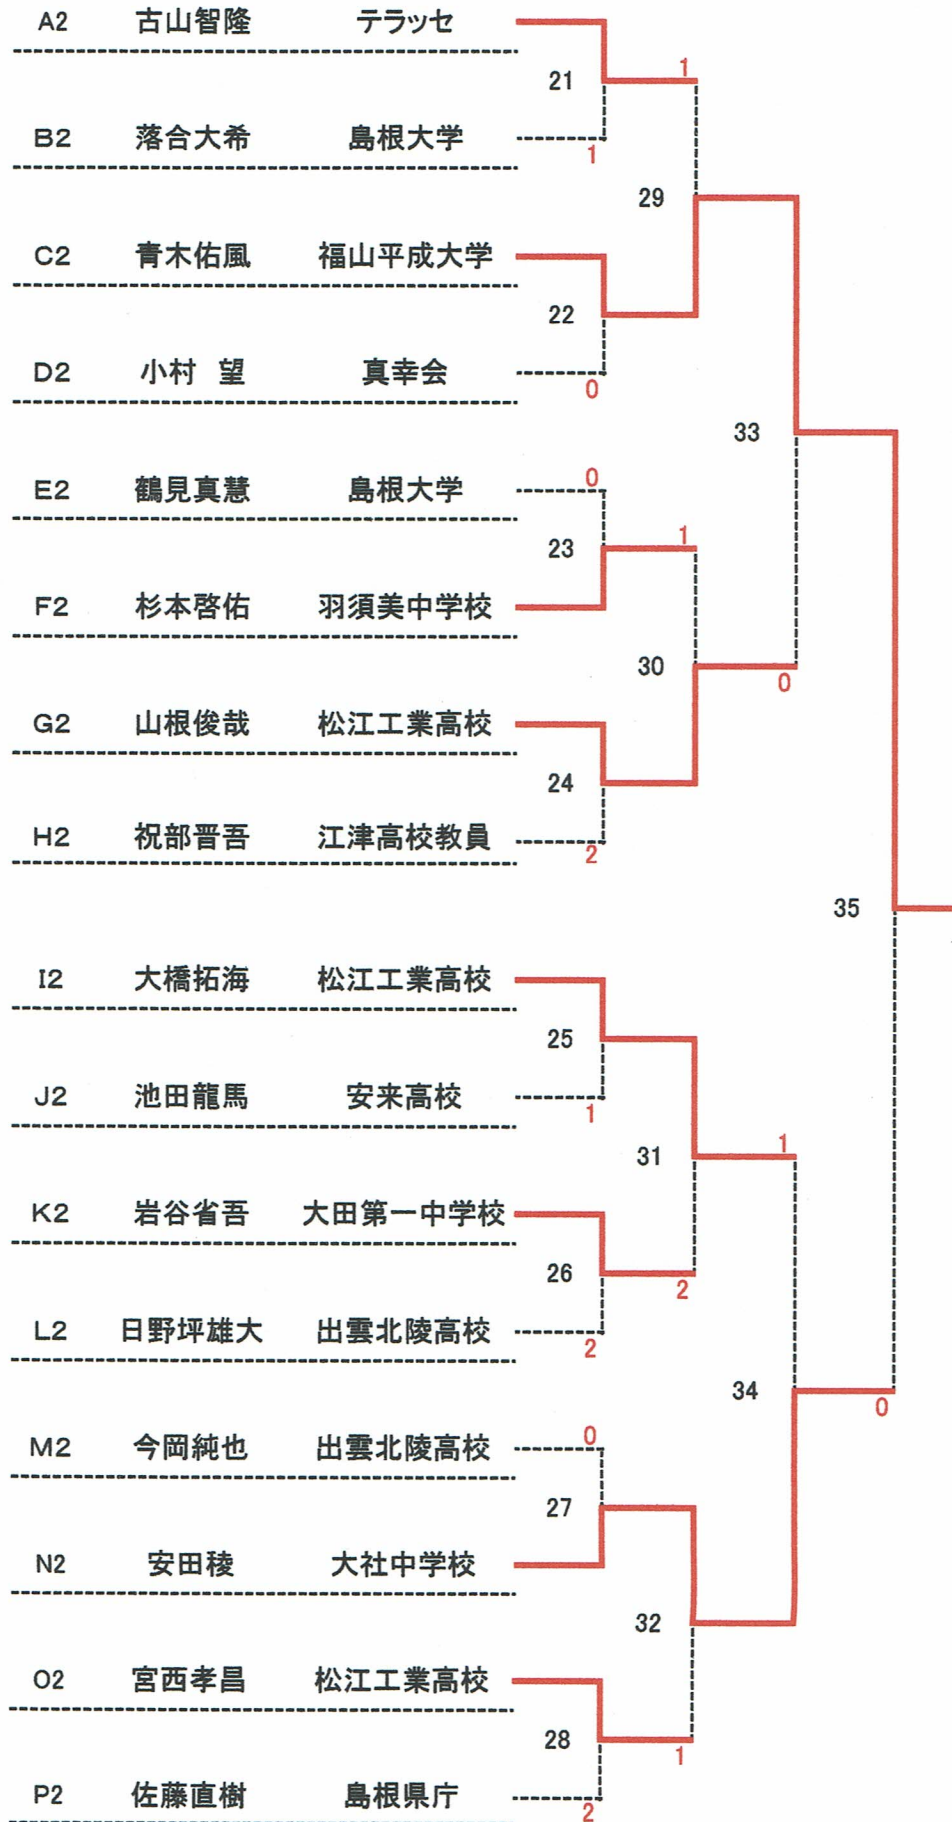 A2 古山智隆 テラッセ
1
21
B2 落合大希 島根大学
1
29
C2 青木佑風 福山平成大学
22
D2 小村 望 真幸会
0
33
0
E2 鶴見真慧 島根大学
1
23
F2 杉本啓佑 羽須美中学校
30
0
G2 山根俊哉 松江工業高校
24
H2 祝部晋吾 江津高校教員
2
35
I2 大橋拓海 松江工業高校
25
J2 池田龍馬 安来高校
1
1
31
K2 岩谷省吾 大田第一中学校
26
2
L2 日野坪雄大 出雲北陵高校
2
34
0
0
M2 今岡純也 出雲北陵高校
27
N2 安田稜 大社中学校
32
O2 宮西孝昌 松江工業高校
28
1
P2 佐藤直樹 島根県庁
2